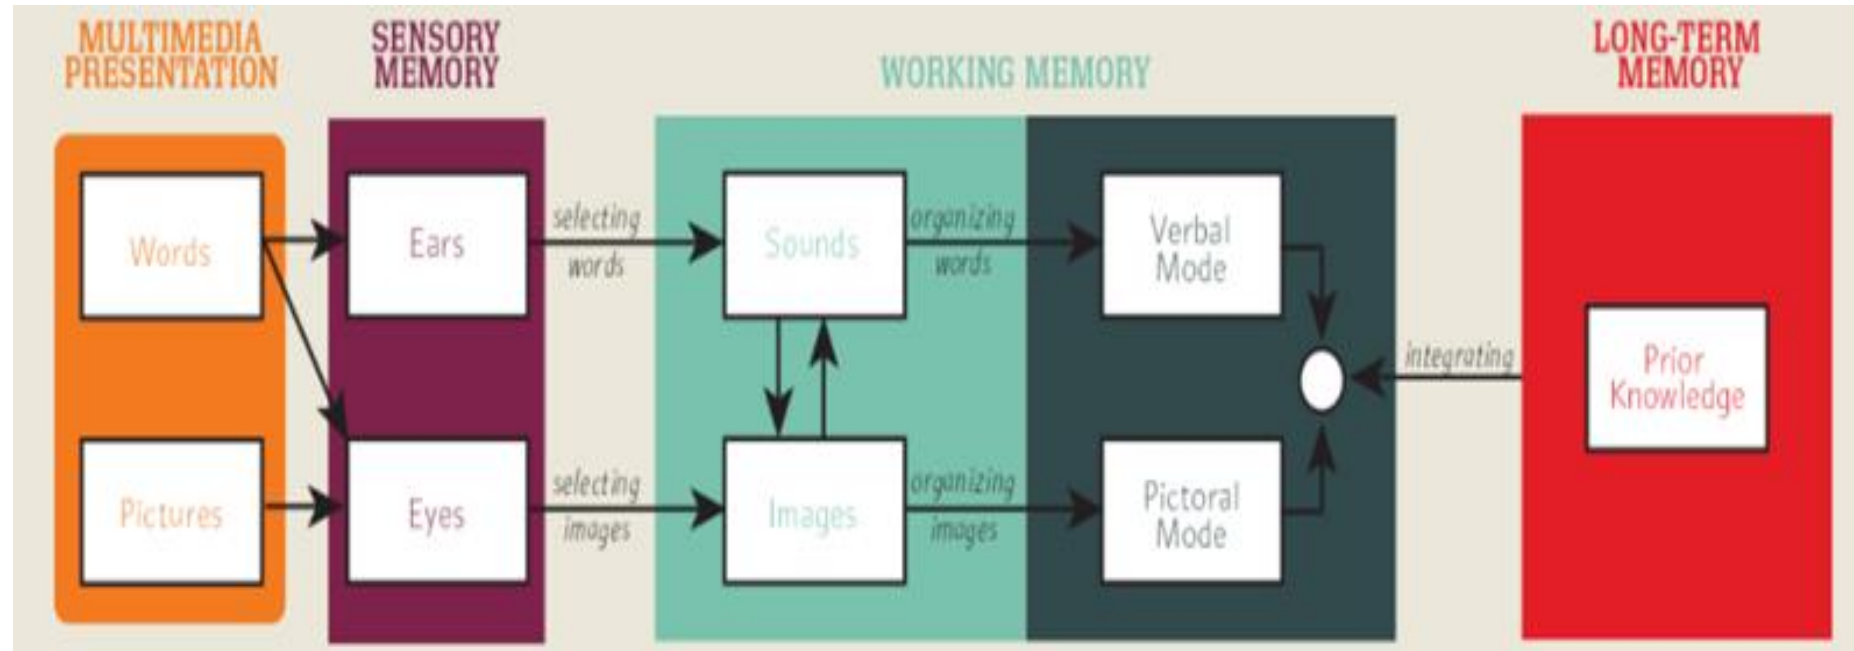 MULTIMEDIA
PRESENTATION
SENSORY
MEMORY
WORKING MEMORY
LONG-TERM
MEMORY
Words
Ears
selecting
words
Sounds
organizing
words
Verbal
Mode
integrating
Prior
Knowledge
Pictures
Eyes
selecting
images
Images
organizing
images
Pictoral
Mode